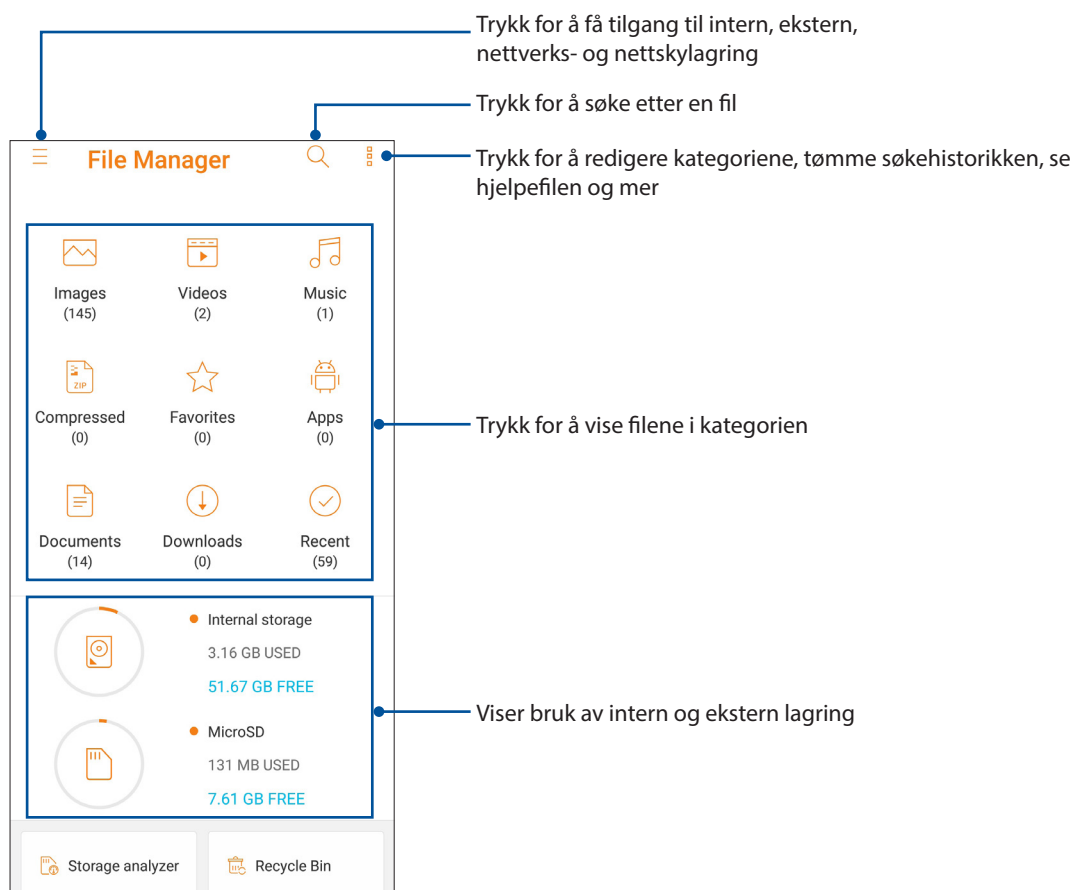 Trykk for å få tilgang til intern, ekstern,
nettverks- og nettskylagring
Trykk for å søke etter en fil
File Manager
Trykk for å redigere kategoriene, tømme søkehistorikken, se
hjelpefilen og mer
Images
(145)
Videos
(2)
Music
(1)
ZIP
Compressed
(0)
Favorites
(0)
Apps
(0)
Trykk for å vise filene i kategorien
Documents
(14)
Downloads
(0)
Recent
(59)
Internal storage
3.16 GB USED
51.67 GB FREE
Viser bruk av intern og ekstern lagring
MicroSD
131 MB USED
7.61 GB FREE
Storage analyzer
Recycle Bin